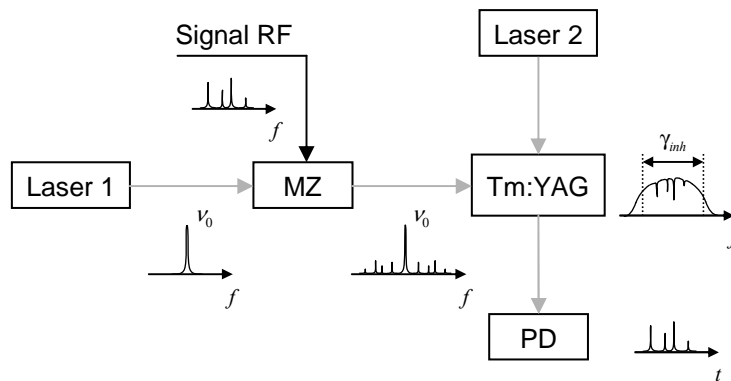 Signal RF
Laser 2
f
γinh
Laser 1
MZ
Tm:YAG
ν0
ν0
f
f
PD
t